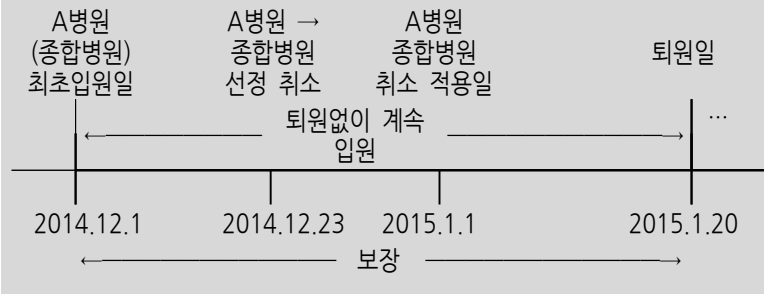 A병원
(종합병원)
최초입원일
A병원 →
종합병원
선정 취소
A병원
종합병원
취소 적용일
퇴원일
퇴원없이 계속
입원
…
2014.12.1
2014.12.23
2015.1.1
2015.1.20
보장